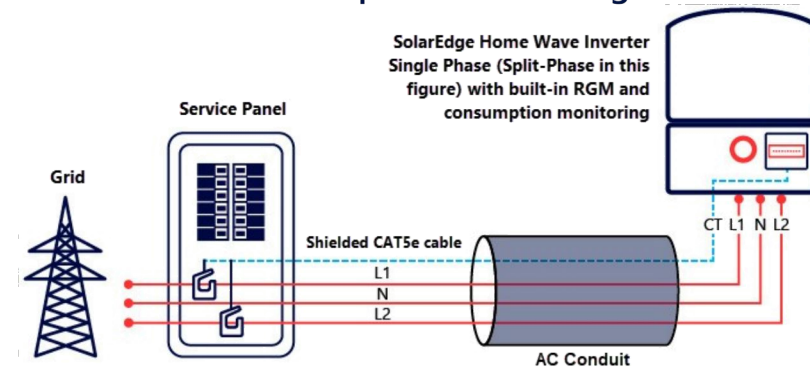 SolarEdge Home Wave Inverter
Single Phase (Split-Phase in this
figure) with built-in RGM and
consumption monitoring
Service Panel
Grid
CT L1 N L2
Shielded CAT5e cable
L1
N
L2
AC Conduit